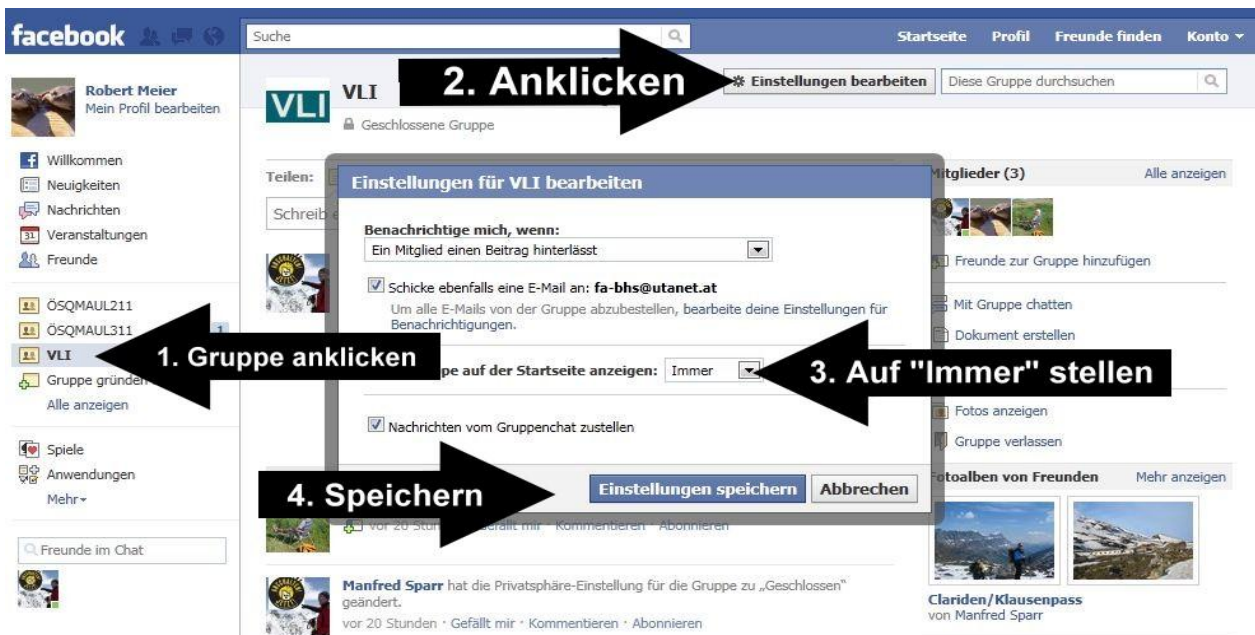 facebook
Suche
Startseite Profil Freunde finden Konto
2. Anklicken
Einstellungen bearbeiten
Diese Gruppe durchsuchen
Robert Meier
Mein Profil bearbeiten
VLI
VLI
Geschlossene Gruppe
Willkommen
Neuigkeiten
Nachrichten
31 Veranstaltungen
Freunde
ÖSQMAUL211
ÖSQMAUL311 1
VLI
Gruppe gründen
Alle anzeigen
1. Gruppe anklicken
Spiele
Anwendungen
Mehr
Freunde im Chat
Teilen:
Schreib
Einstellungen für VLI bearbeiten
Benachrichtige mich, wenn:
Ein Mitglied einen Beitrag hinterlässt
Schicke ebenfalls eine E-Mail an: fa-bhs@utanet.at
Um alle E-Mails von der Gruppe abzubestellen, bearbeite deine Einstellungen für
Benachrichtigungen.
auf der Startseite anzeigen: Immer
3. Auf "Immer" stellen
Nachrichten vom Gruppenchat zustellen
4. Speichern
Einstellungen speichern Abbrechen
vor 20 Stunden · Gefällt mir · Kommentieren · Abonnieren
Manfred Sparr hat die Privatsphäre-Einstellung für die Gruppe zu „Geschlossen“
geändert.
vor 20 Stunden · Gefällt mir · Kommentieren · Abonnieren
Mitglieder (3) Alle anzeigen
Freunde zur Gruppe hinzufügen
Mit Gruppe chatten
Dokument erstellen
Fotos anzeigen
Gruppe verlassen
Fotoalben von Freunden Mehr anzeigen
Clariden/Klausenpass
von Manfred Sparr